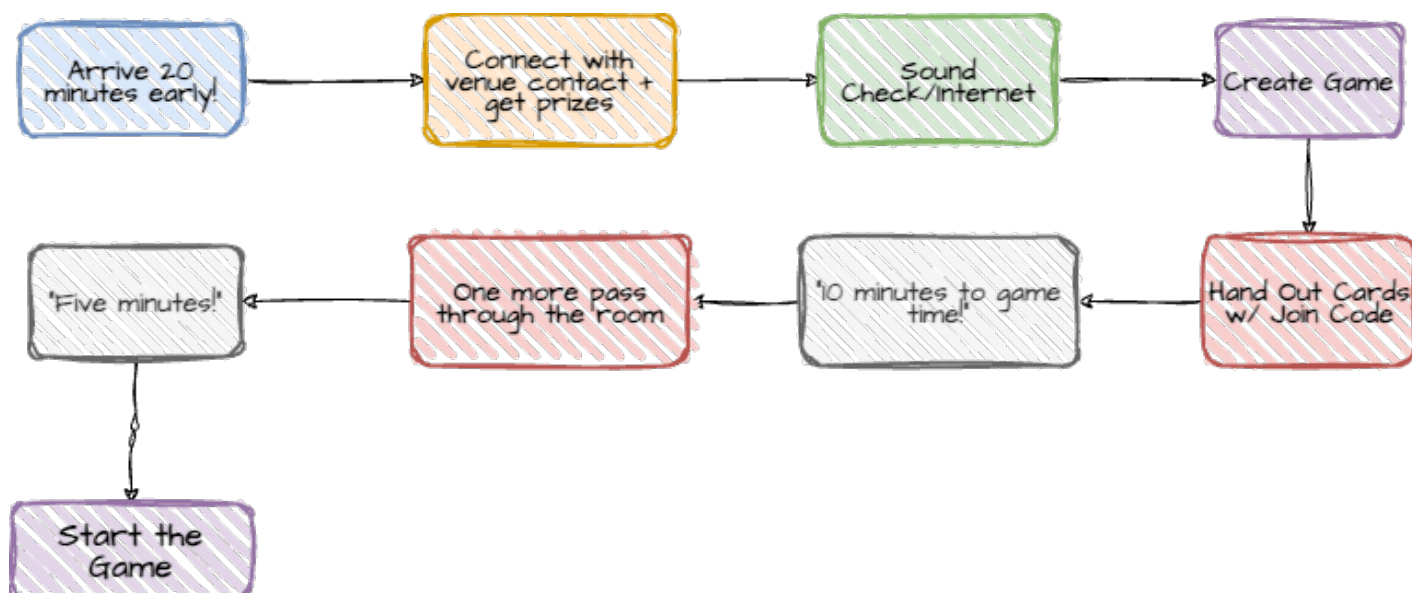 Arrive 20
minutes early!
Connect with
venue contact +
get prizes
Sound
Check/Internet
Create Game
Hand Out Cards
w/ Join Code
"10 minutes to game
time!"
One more pass
through the room
"Five minutes!"
Start the
Game